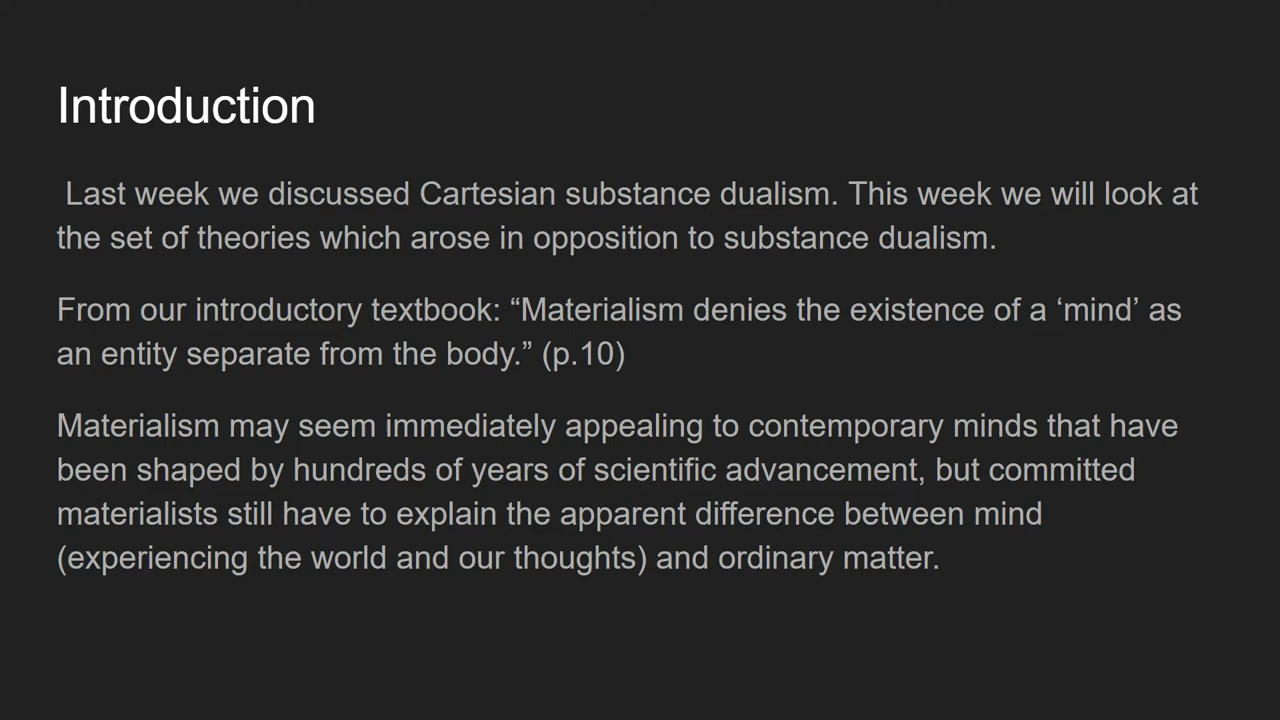 Introduction
Last week we discussed Cartesian substance dualism. This week we will look at
the set of theories which arose in opposition to substance dualism.
From our introductory textbook: “Materialism denies the existence of a ‘mind’ as
an entity separate from the body.” (p.10)
Materialism may seem immediately appealing to contemporary minds that have
been shaped by hundreds of years of scientific advancement, but committed
materialists still have to explain the apparent difference between mind
(experiencing the world and our thoughts) and ordinary matter.